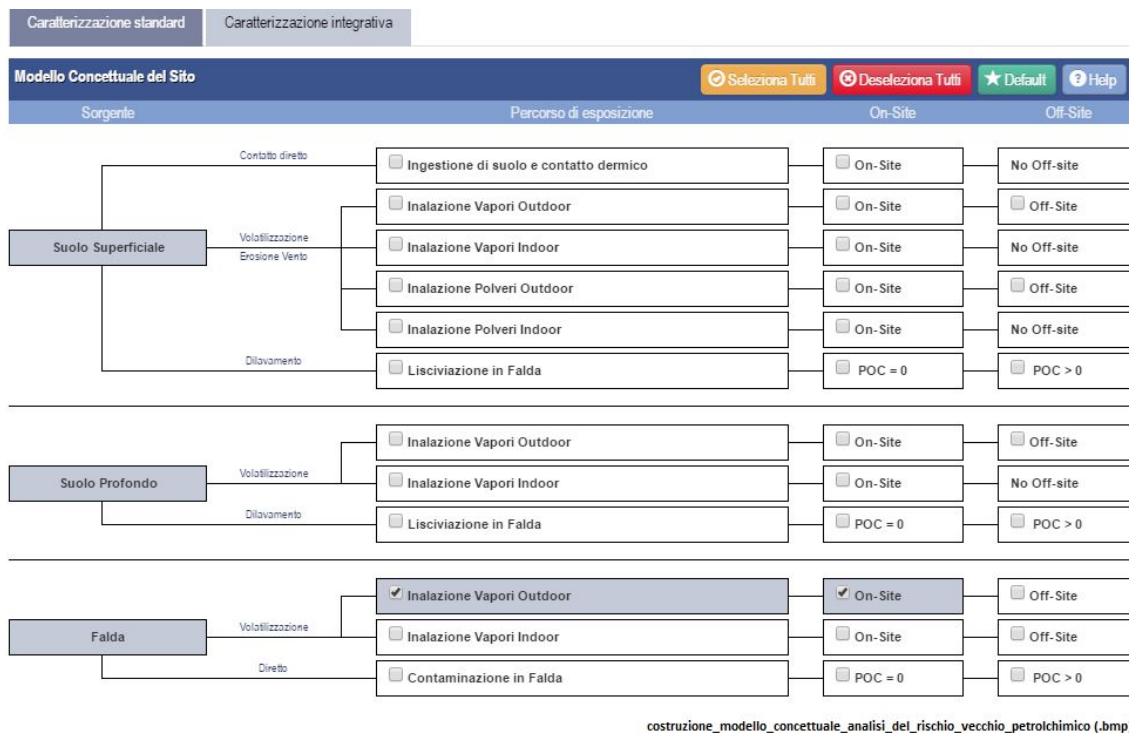 Caratterizzazione standard Caratterizzazione integrativa
Modello Concettuale del Sito Seleziona Tutti Deseleziona Tutti Default Help
Sorgente Percorso di esposizione On-Site Off-Site
Contatto diretto Ingestione di suolo e contatto dermico On-Site No Off-site
Inalazione Vapori Outdoor On-Site Off-Site
Suolo Superficiale Volatilizzazione Inalazione Vapori Indoor On-Site No Off-site
Erosione Vento
Inalazione Polveri Outdoor On-Site Off-Site
Inalazione Polveri Indoor On-Site No Off-site
Dilavamento Lisciviazione in Falda POC = 0 POC > 0
Inalazione Vapori Outdoor On-Site Off-Site
Suolo Profondo Volatilizzazione Inalazione Vapori Indoor On-Site No Off-site
Dilavamento Lisciviazione in Falda POC = 0 POC > 0
Inalazione Vapori Outdoor On-Site Off-Site
Falda Volatilizzazione Inalazione Vapori Indoor On-Site Off-Site
Diretto Contaminazione in Falda POC = 0 POC > 0
costruzione_modello_concettuale_analisi_del_rischio_vecchio_petrolchimico (.bmp